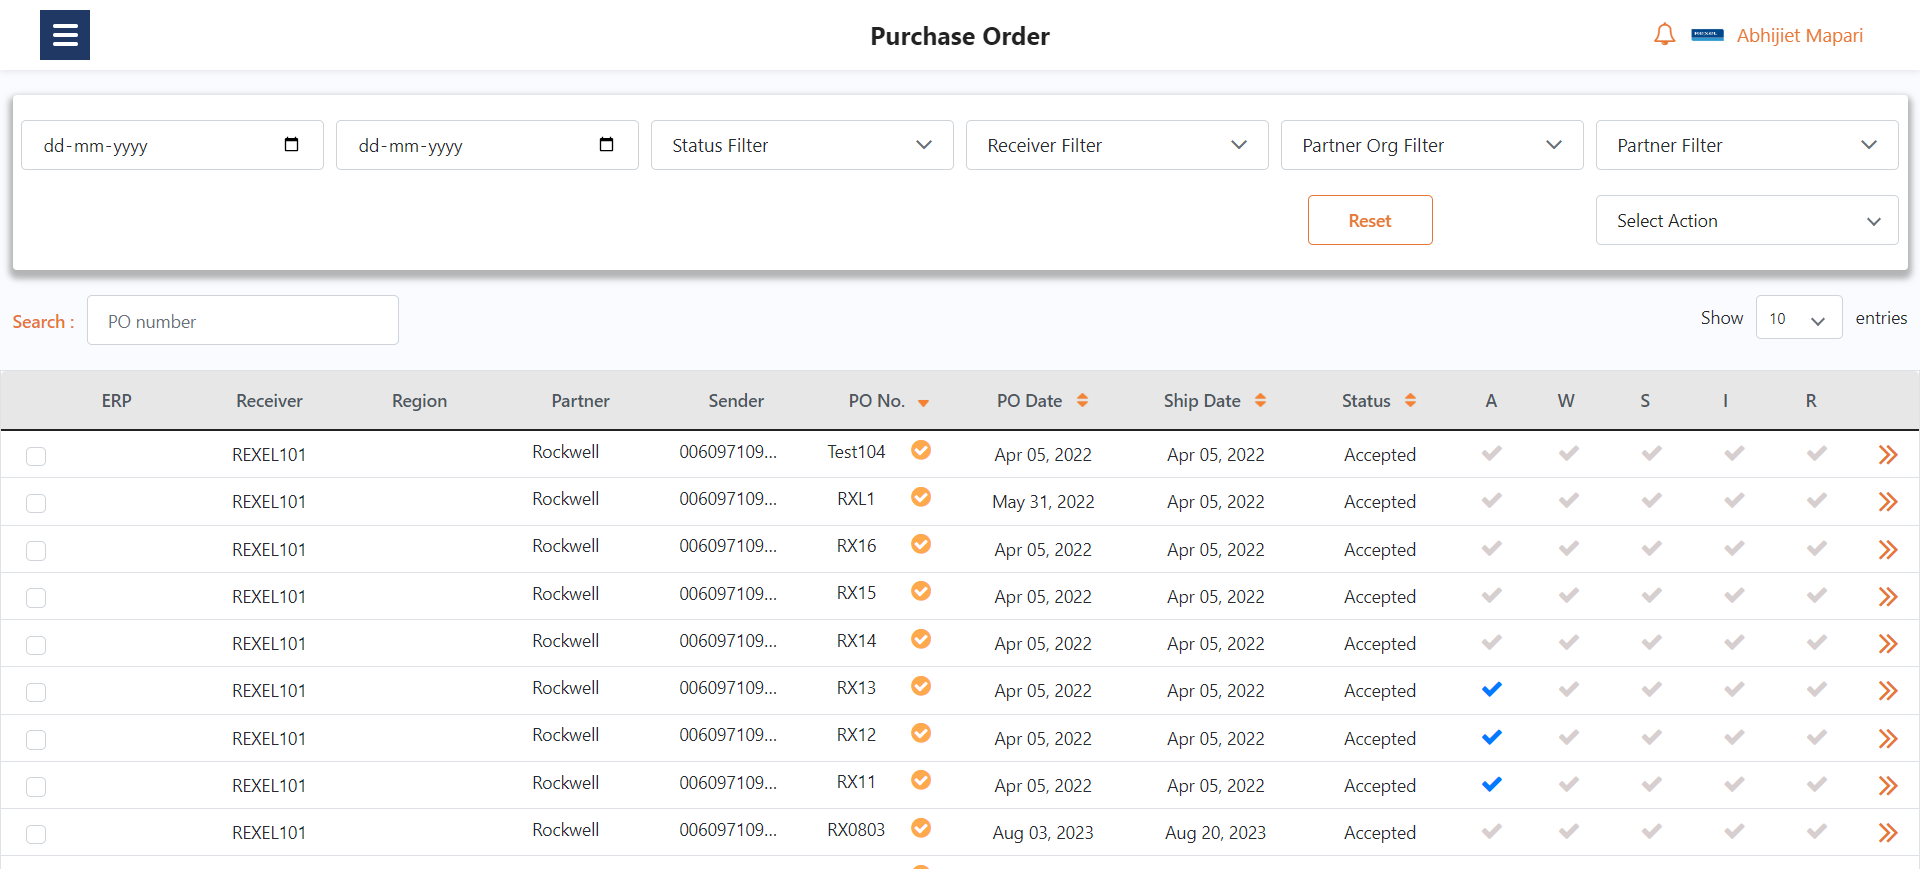 Purchase Order
REXEL Abhijiet Mapari
dd-mm-yyyy dd-mm-yyyy Status Filter Receiver Filter Partner Org Filter Partner Filter
Reset Select Action
Search : PO number Show 10 entries
ERP Receiver Region Partner Sender PO No. PO Date Ship Date Status A W S I R
REXEL101 Rockwell 006097109... Test104 Apr 05, 2022 Apr 05, 2022 Accepted
REXEL101 Rockwell 006097109... RXL1 May 31, 2022 Apr 05, 2022 Accepted
REXEL101 Rockwell 006097109... RX16 Apr 05, 2022 Apr 05, 2022 Accepted
REXEL101 Rockwell 006097109... RX15 Apr 05, 2022 Apr 05, 2022 Accepted
REXEL101 Rockwell 006097109... RX14 Apr 05, 2022 Apr 05, 2022 Accepted
REXEL101 Rockwell 006097109... RX13 Apr 05, 2022 Apr 05, 2022 Accepted
REXEL101 Rockwell 006097109... RX12 Apr 05, 2022 Apr 05, 2022 Accepted
REXEL101 Rockwell 006097109... RX11 Apr 05, 2022 Apr 05, 2022 Accepted
REXEL101 Rockwell 006097109... RX0803 Aug 03, 2023 Aug 20, 2023 Accepted